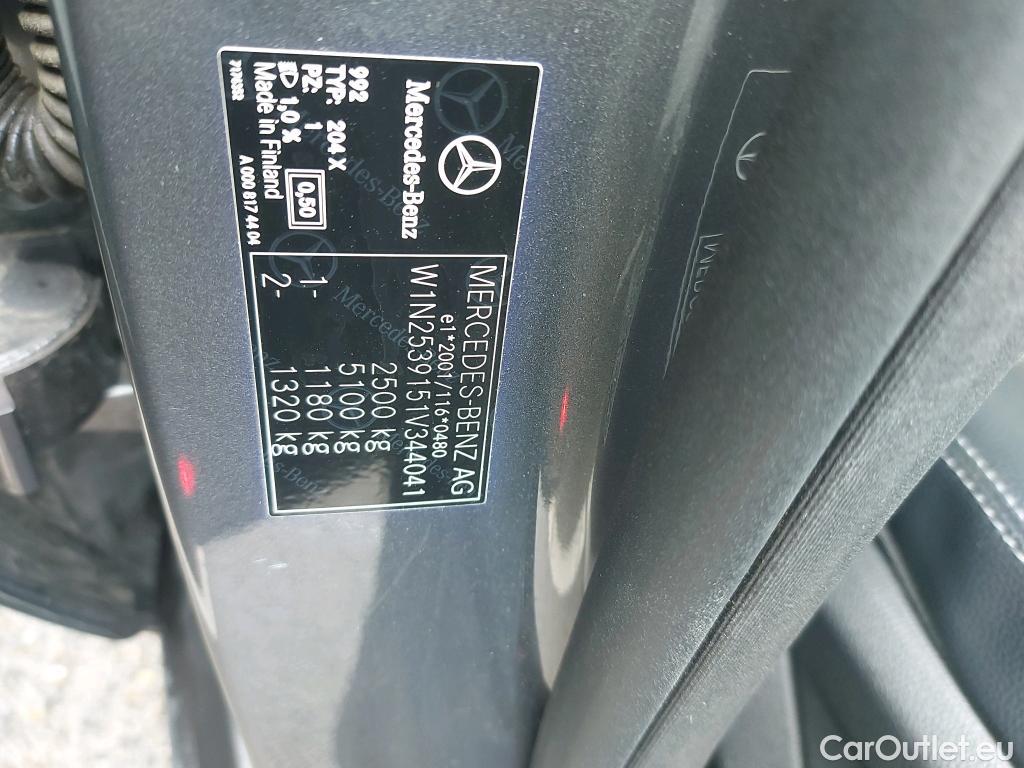 Mercedes-Benz
992
TYP: 204 X
PZ: 1
1,0 X
0,50
Made in Finland
A 000 817 44 04
MERCEDES-BENZ AG
e1*2001/116*0480
W1N2539151V344041
2500 kg
5100 kg
1- 1180 kg
2- 1320 kg
CarOutlet.eu